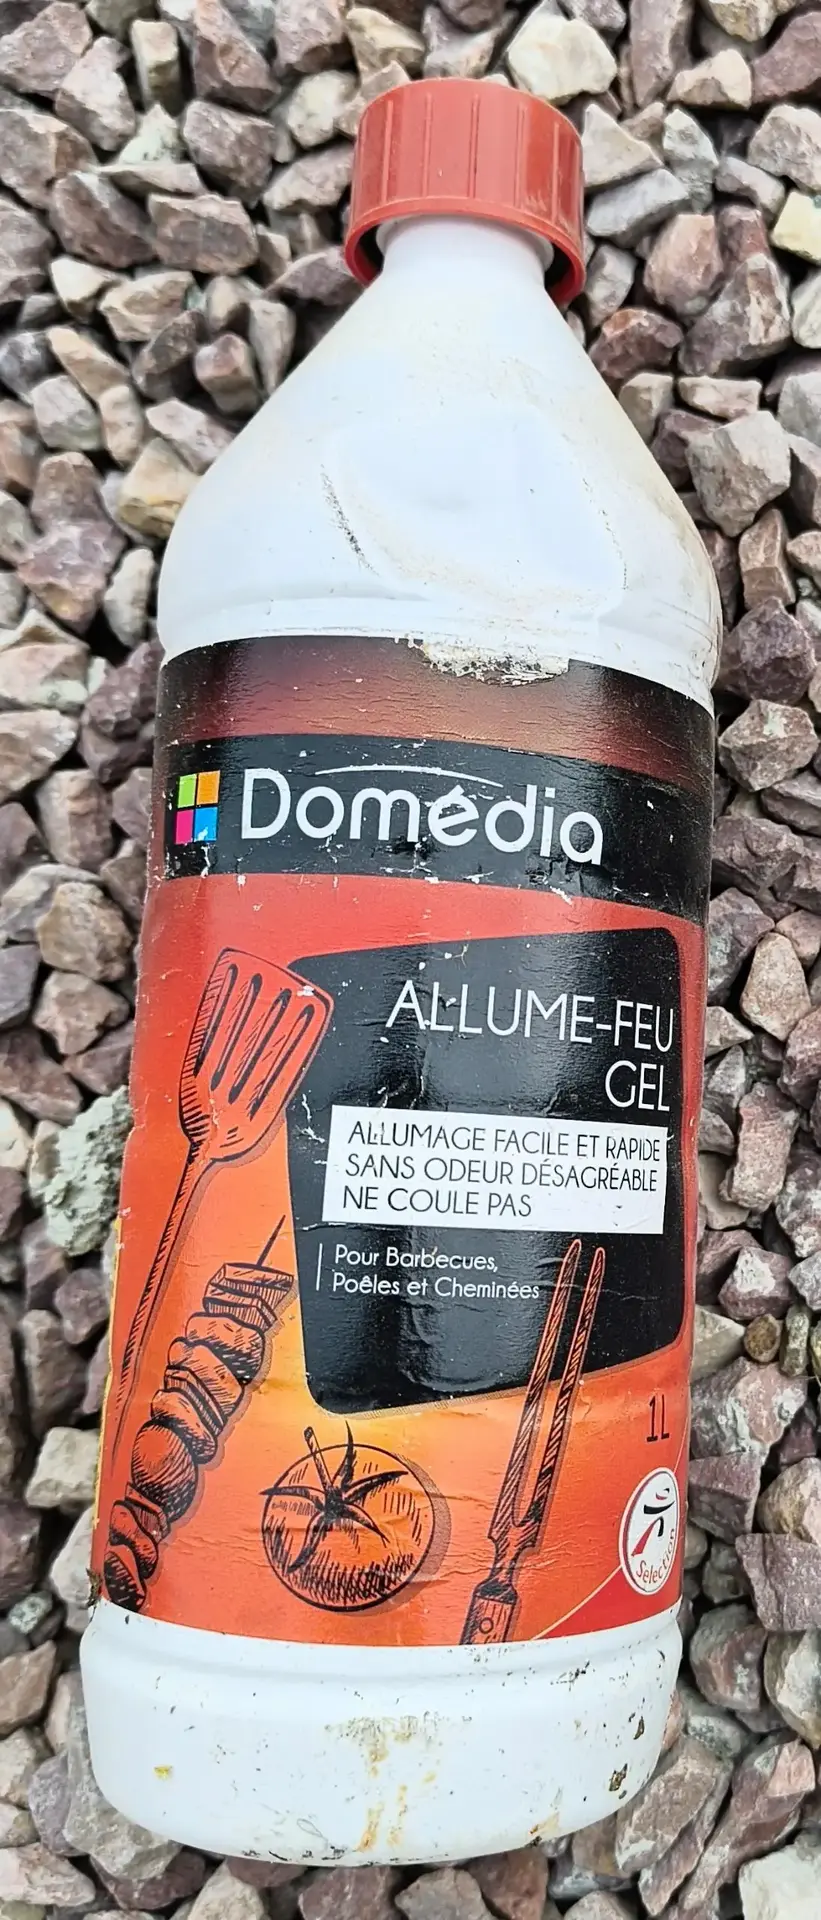 Domédia
ALLUME-FEU
GEL
ALLUMAGE FACILE ET RAPIDE
SANS ODEUR DÉSAGRÉABLE
NE COULE PAS
Pour Barbecues,
Poêles et Cheminées
1L
Sélection